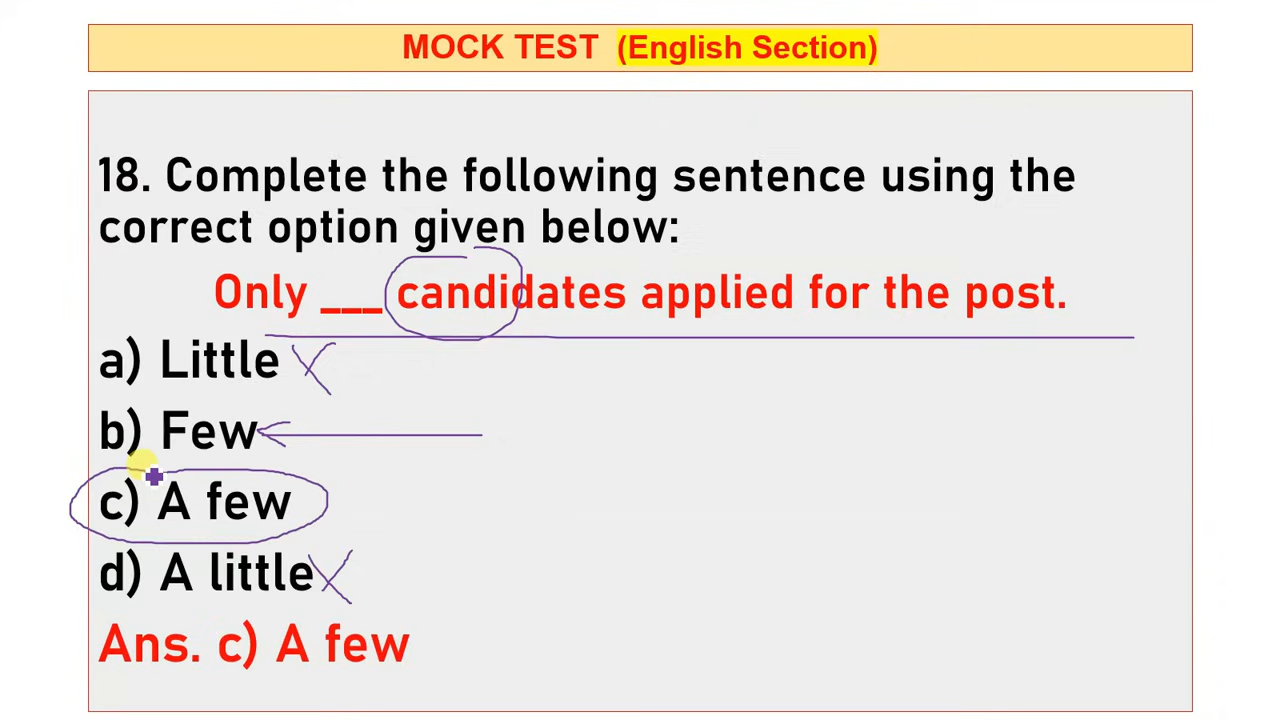 MOCK TEST (English Section)
18. Complete the following sentence using the
correct option given below:
Only ___ candidates applied for the post.
a) Little
b) Few
c) A few
d) A little
Ans. c) A few